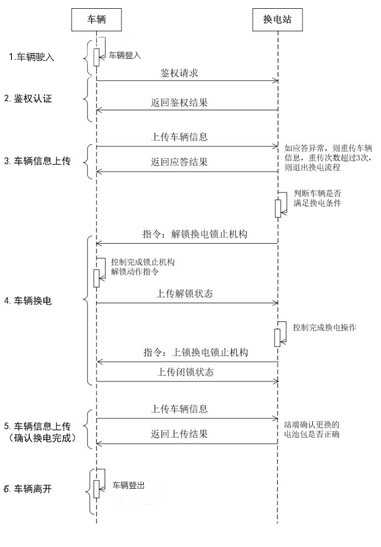 车辆
换电站
1.车辆驶入
车辆登入
鉴权请求
2. 鉴权认证
返回鉴权结果
上传车辆信息
3. 车辆信息上传
返回应答结果
如应答异常，则重传车辆
信息，重传次数超过3次，
则退出换电流程
判断车辆是否
满足换电条件
指令：解锁换电锁止机构
控制完成锁止机构
解锁动作指令
4. 车辆换电
上传解锁状态
控制完成换电操作
指令：上锁换电锁止机构
上传闭锁状态
上传车辆信息
5. 车辆信息上传
（确认换电完成）
返回上传结果
站端确认更换的
电池包是否正确
6. 车辆离开
车辆登出